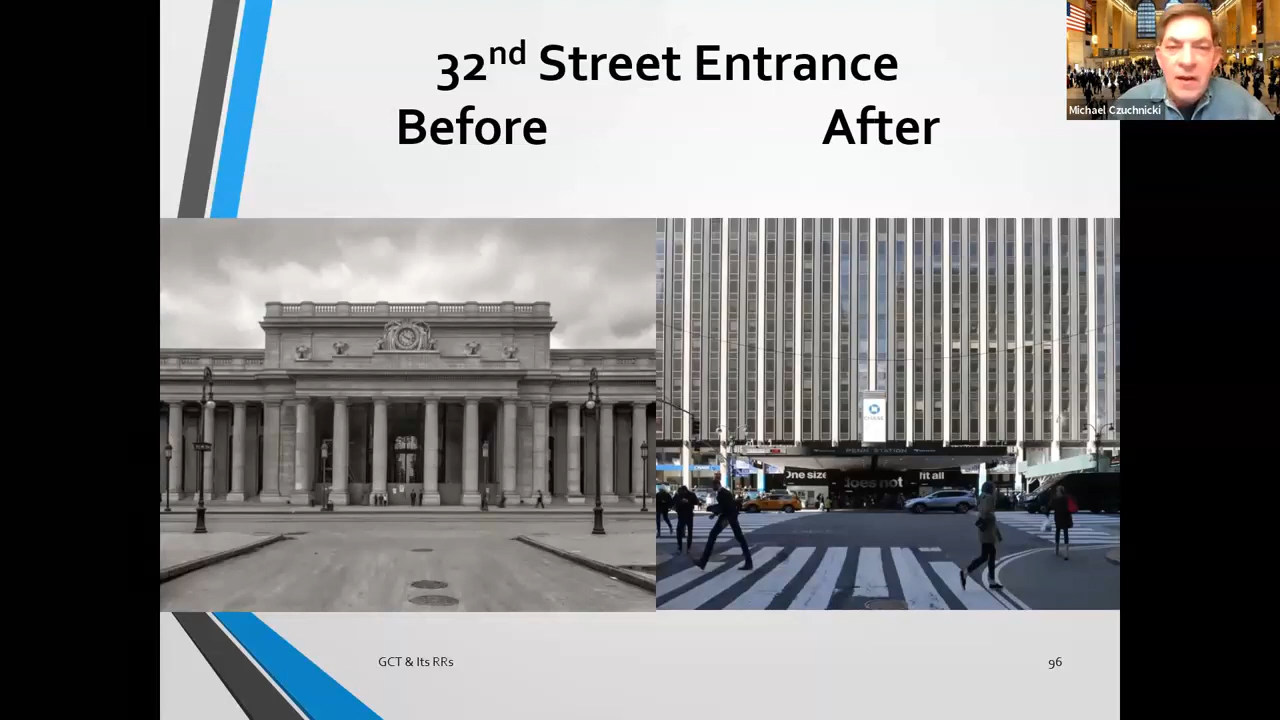 32nd Street Entrance
Before After
Michael Czuchnicki
CHASE
PENN STATION
One size does not fit all
GCT & Its RRs
96